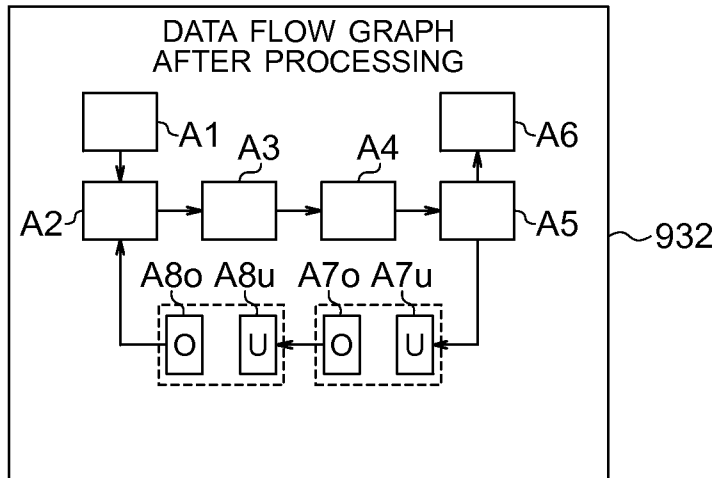 DATA FLOW GRAPH
AFTER PROCESSING
A1
A6
A3
A4
A2
A5
932
A8o A8u A7o A7u
O U O U